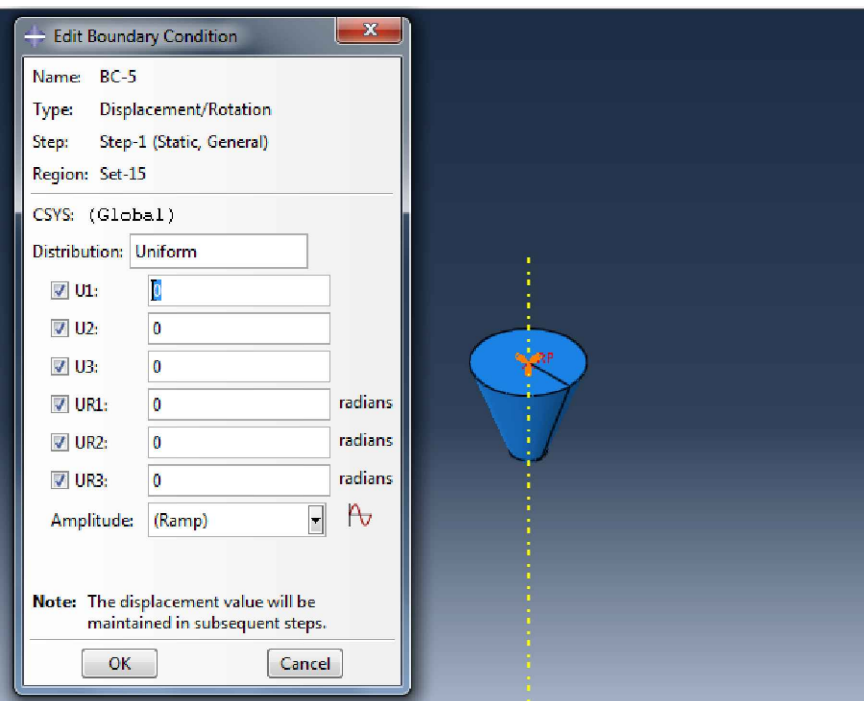 Edit Boundary Condition
x
Name: BC-5
Type: Displacement/Rotation
Step: Step-1 (Static, General)
Region: Set-15
CSYS: (Global)
Distribution: Uniform
U1: 0
U2: 0
U3: 0
UR1: 0 radians
UR2: 0 radians
UR3: 0 radians
Amplitude: (Ramp)
Note: The displacement value will be
maintained in subsequent steps.
OK Cancel
RP